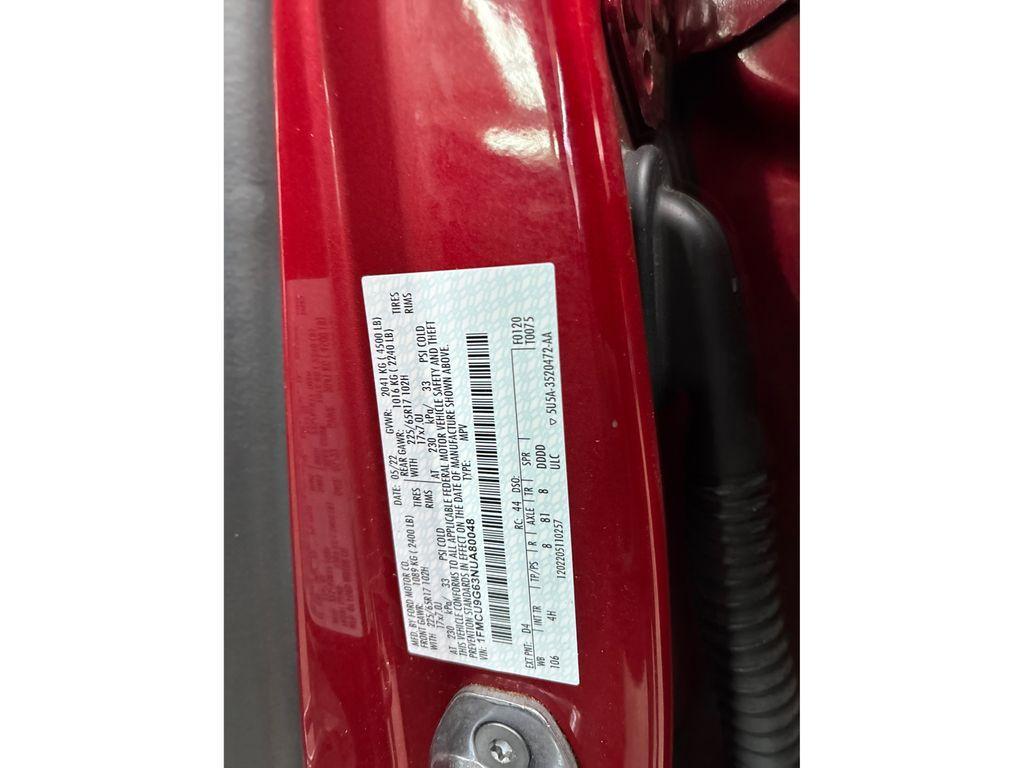 MFD. BY FORD MOTOR CO. DATE: 05/22 GVWR: 2041 KG ( 4500 LB)
FRONT GAWR: 1089 KG ( 2400 LB) REAR GAWR: 1016 KG ( 2240 LB)
WITH 225/65R17 102H TIRES WITH 225/65R17 102H TIRES
17x7.0J RIMS 17x7.0J RIMS
AT 230 kPa/ 33 PSI COLD AT 230 kPa/ 33 PSI COLD
THIS VEHICLE CONFORMS TO ALL APPLICABLE FEDERAL MOTOR VEHICLE SAFETY AND THEFT
PREVENTION STANDARDS IN EFFECT ON THE DATE OF MANUFACTURE SHOWN ABOVE.
VIN: 1FMCU9G63NUA80048 TYPE: MPV
EXT PNT: D4 RC: 44 DSO: F0120
WB INT TR TP/PS R AXLE TR SPR T0075
106 4H 8 81 8 DDDD
1202205110257 ULC ▽ 5U5A-3520472-AA